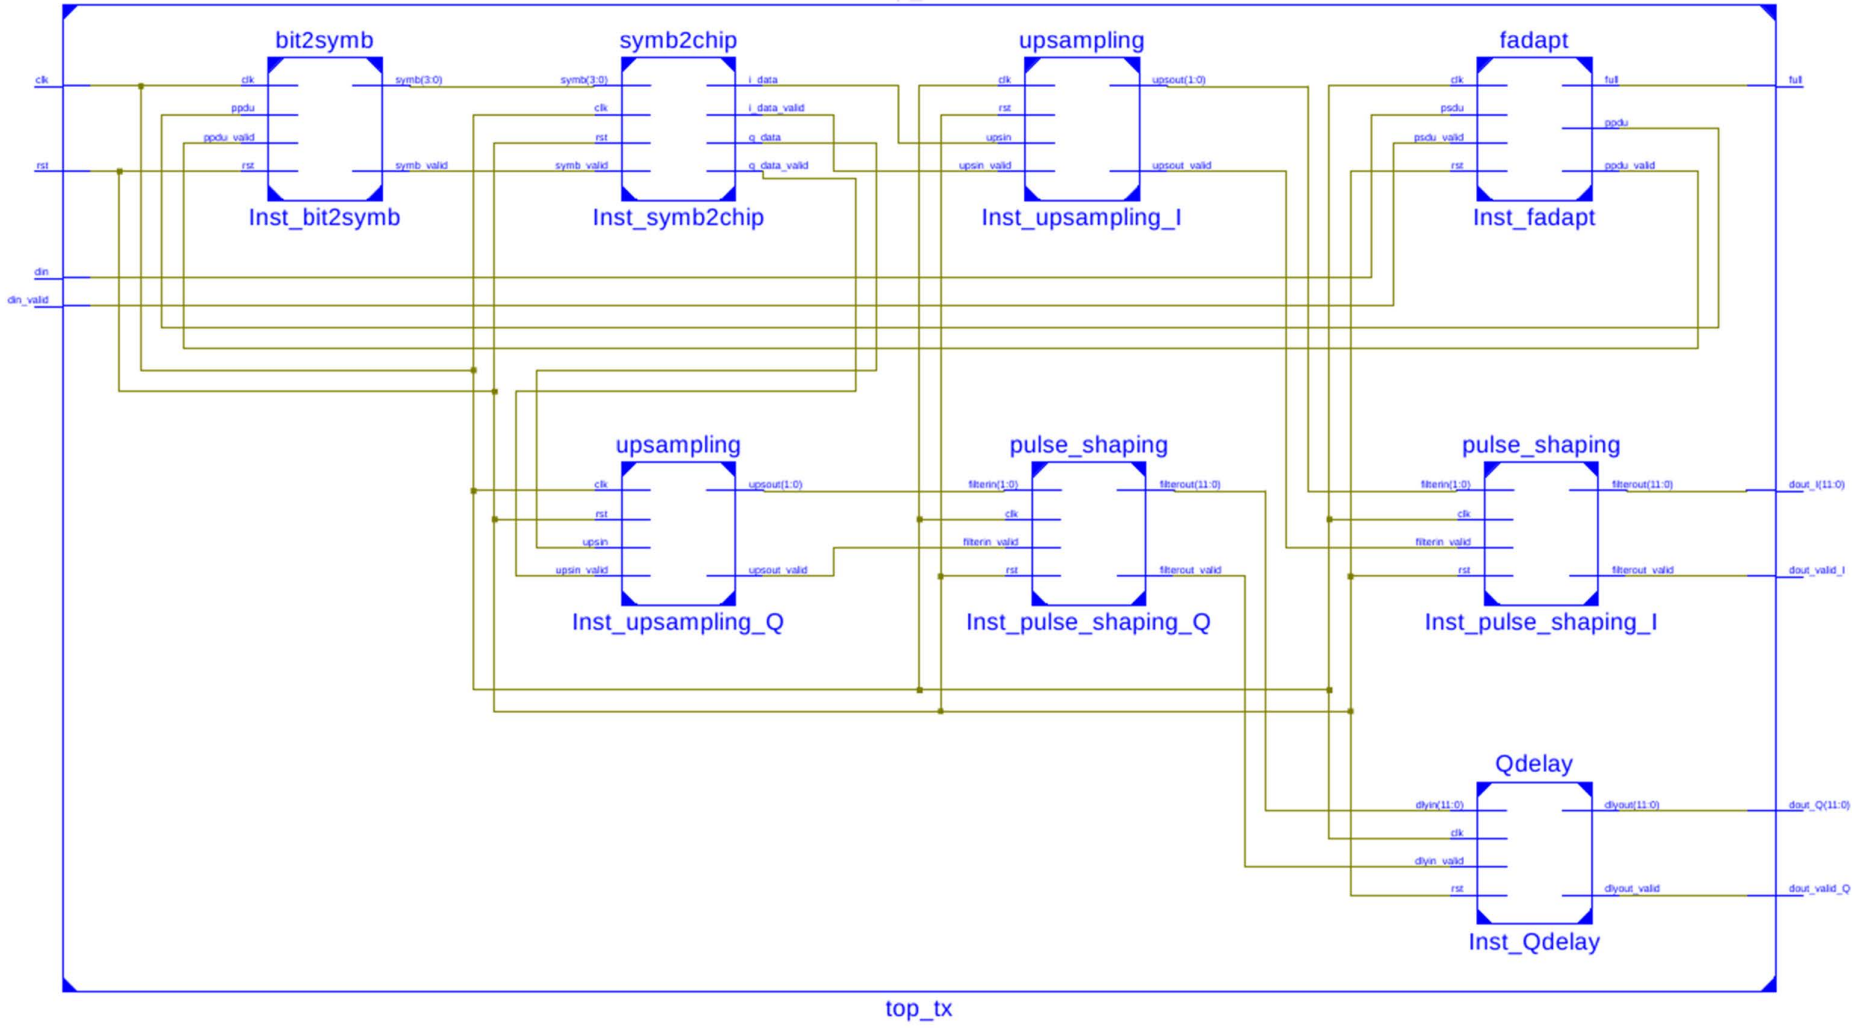 bit2symb
symb2chip
upsampling
fadapt
clk
clk
symb(3:0)
symb(3:0)
i_data
clk
upsout(1:0)
clk
full
full
ppdu
clk
i_data_valid
rst
psdu
ppdu
ppdu_valid
rst
q_data
upsin
psdu_valid
rst
rst
symb_valid
symb_valid
q_data_valid
upsin_valid
upsout_valid
rst
ppdu_valid
Inst_bit2symb
Inst_symb2chip
Inst_upsampling_I
Inst_fadapt
din
din_valid
upsampling
pulse_shaping
pulse_shaping
clk
upsout(1:0)
filterin(1:0)
filterout(11:0)
filterin(1:0)
filterout(11:0)
dout_I(11:0)
rst
clk
clk
upsin
filterin_valid
filterin_valid
upsin_valid
upsout_valid
rst
filterout_valid
rst
filterout_valid
dout_valid_I
Inst_upsampling_Q
Inst_pulse_shaping_Q
Inst_pulse_shaping_I
Qdelay
dlyin(11:0)
dlyout(11:0)
dout_Q(11:0)
clk
dlyin_valid
rst
dlyout_valid
dout_valid_Q
Inst_Qdelay
top_tx